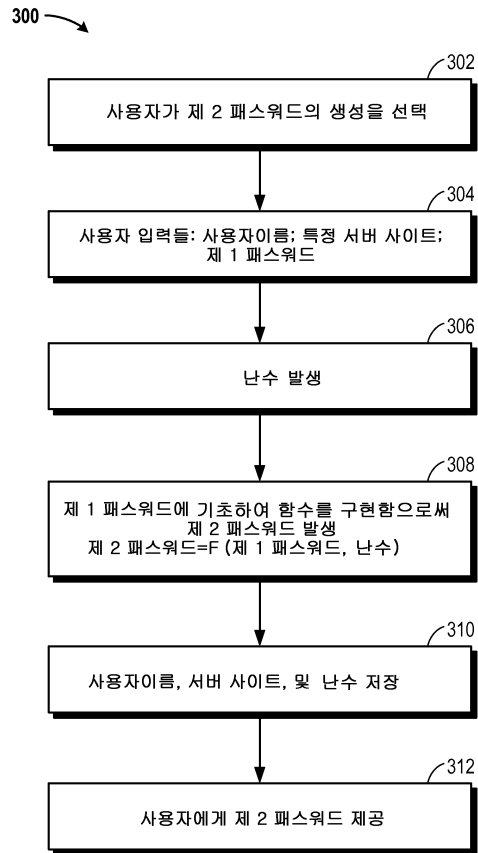 300
302
사용자가 제 2 패스워드의 생성을 선택
304
사용자 입력들: 사용자이름; 특정 서버 사이트;
제 1 패스워드
306
난수 발생
308
제 1 패스워드에 기초하여 함수를 구현함으로써
제 2 패스워드 발생
제 2 패스워드=F (제 1 패스워드, 난수)
310
사용자이름, 서버 사이트, 및 난수 저장
312
사용자에게 제 2 패스워드 제공